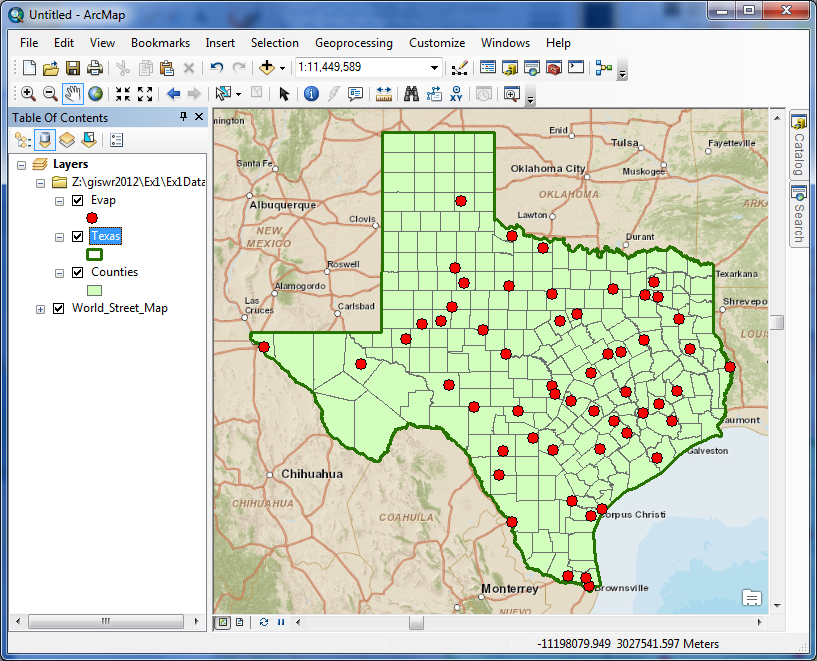 Untitled - ArcMap
File Edit View Bookmarks Insert Selection Geoprocessing Customize Windows Help
1:11,449,589
Table Of Contents
Layers
Z:\giswr2012\Ex1\Ex1Data
Evap
Texas
Counties
World_Street_Map
Catalog
Search
mington
Enid
Tulsa
Fayetteville
Santa Fe
Oklahoma City
Muskogee
Albuquerque
OKLAHOMA
ARKA
Clovis
Lawton
NEW
MEXICO
Durant
Roswell
Texarkana
Alamogordo
Las
Cruces
Carlsbad
Shrevepo
LOUIS
aumont
Galveston
Chihuahua
CHIHUAHUA
COAHUILA
orpus Christi
Monterrey
Brownsville
NUEVO
-11198079.949 3027541.597 Meters